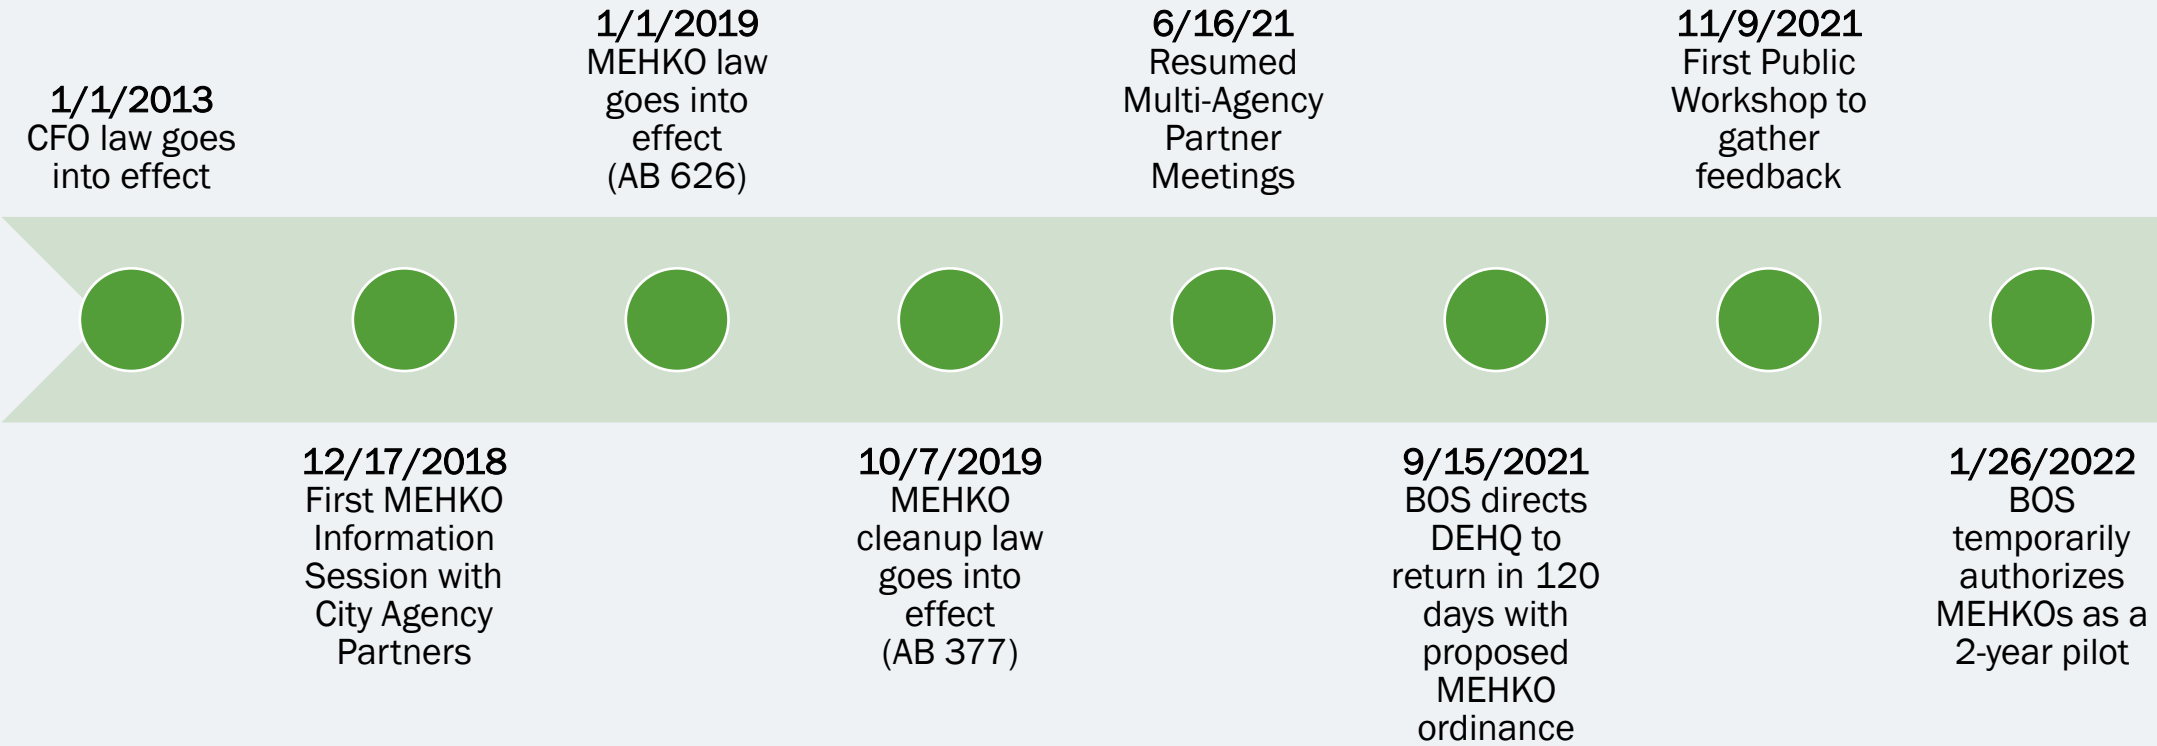 1/1/2013
CFO law goes
into effect
12/17/2018
First MEHKO
Information
Session with
City Agency
Partners
1/1/2019
MEHKO law
goes into
effect
(AB 626)
10/7/2019
MEHKO
cleanup law
goes into
effect
(AB 377)
6/16/21
Resumed
Multi-Agency
Partner
Meetings
9/15/2021
BOS directs
DEHQ to
return in 120
days with
proposed
MEHKO
ordinance
11/9/2021
First Public
Workshop to
gather
feedback
1/26/2022
BOS
temporarily
authorizes
MEHKOs as a
2-year pilot